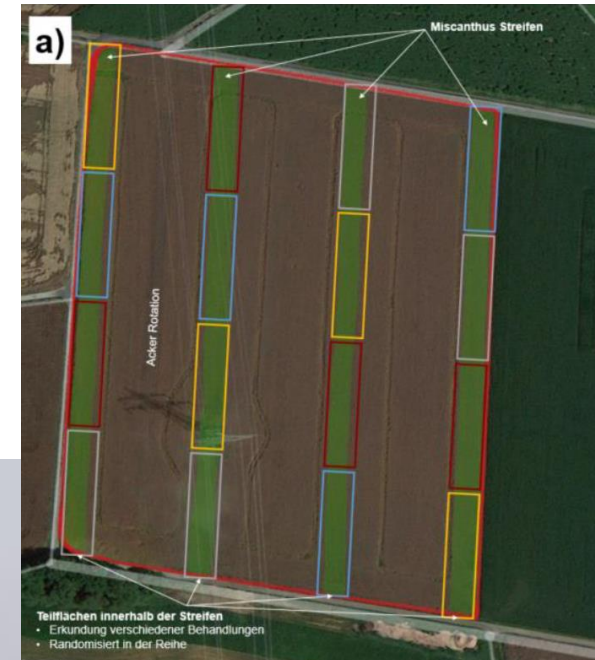 a)
Miscanthus Streifen
Acker Rotation
Teilflächen innerhalb der Streifen
• Erkundung verschiedener Behandlungen
• Randomisiert in der Reihe